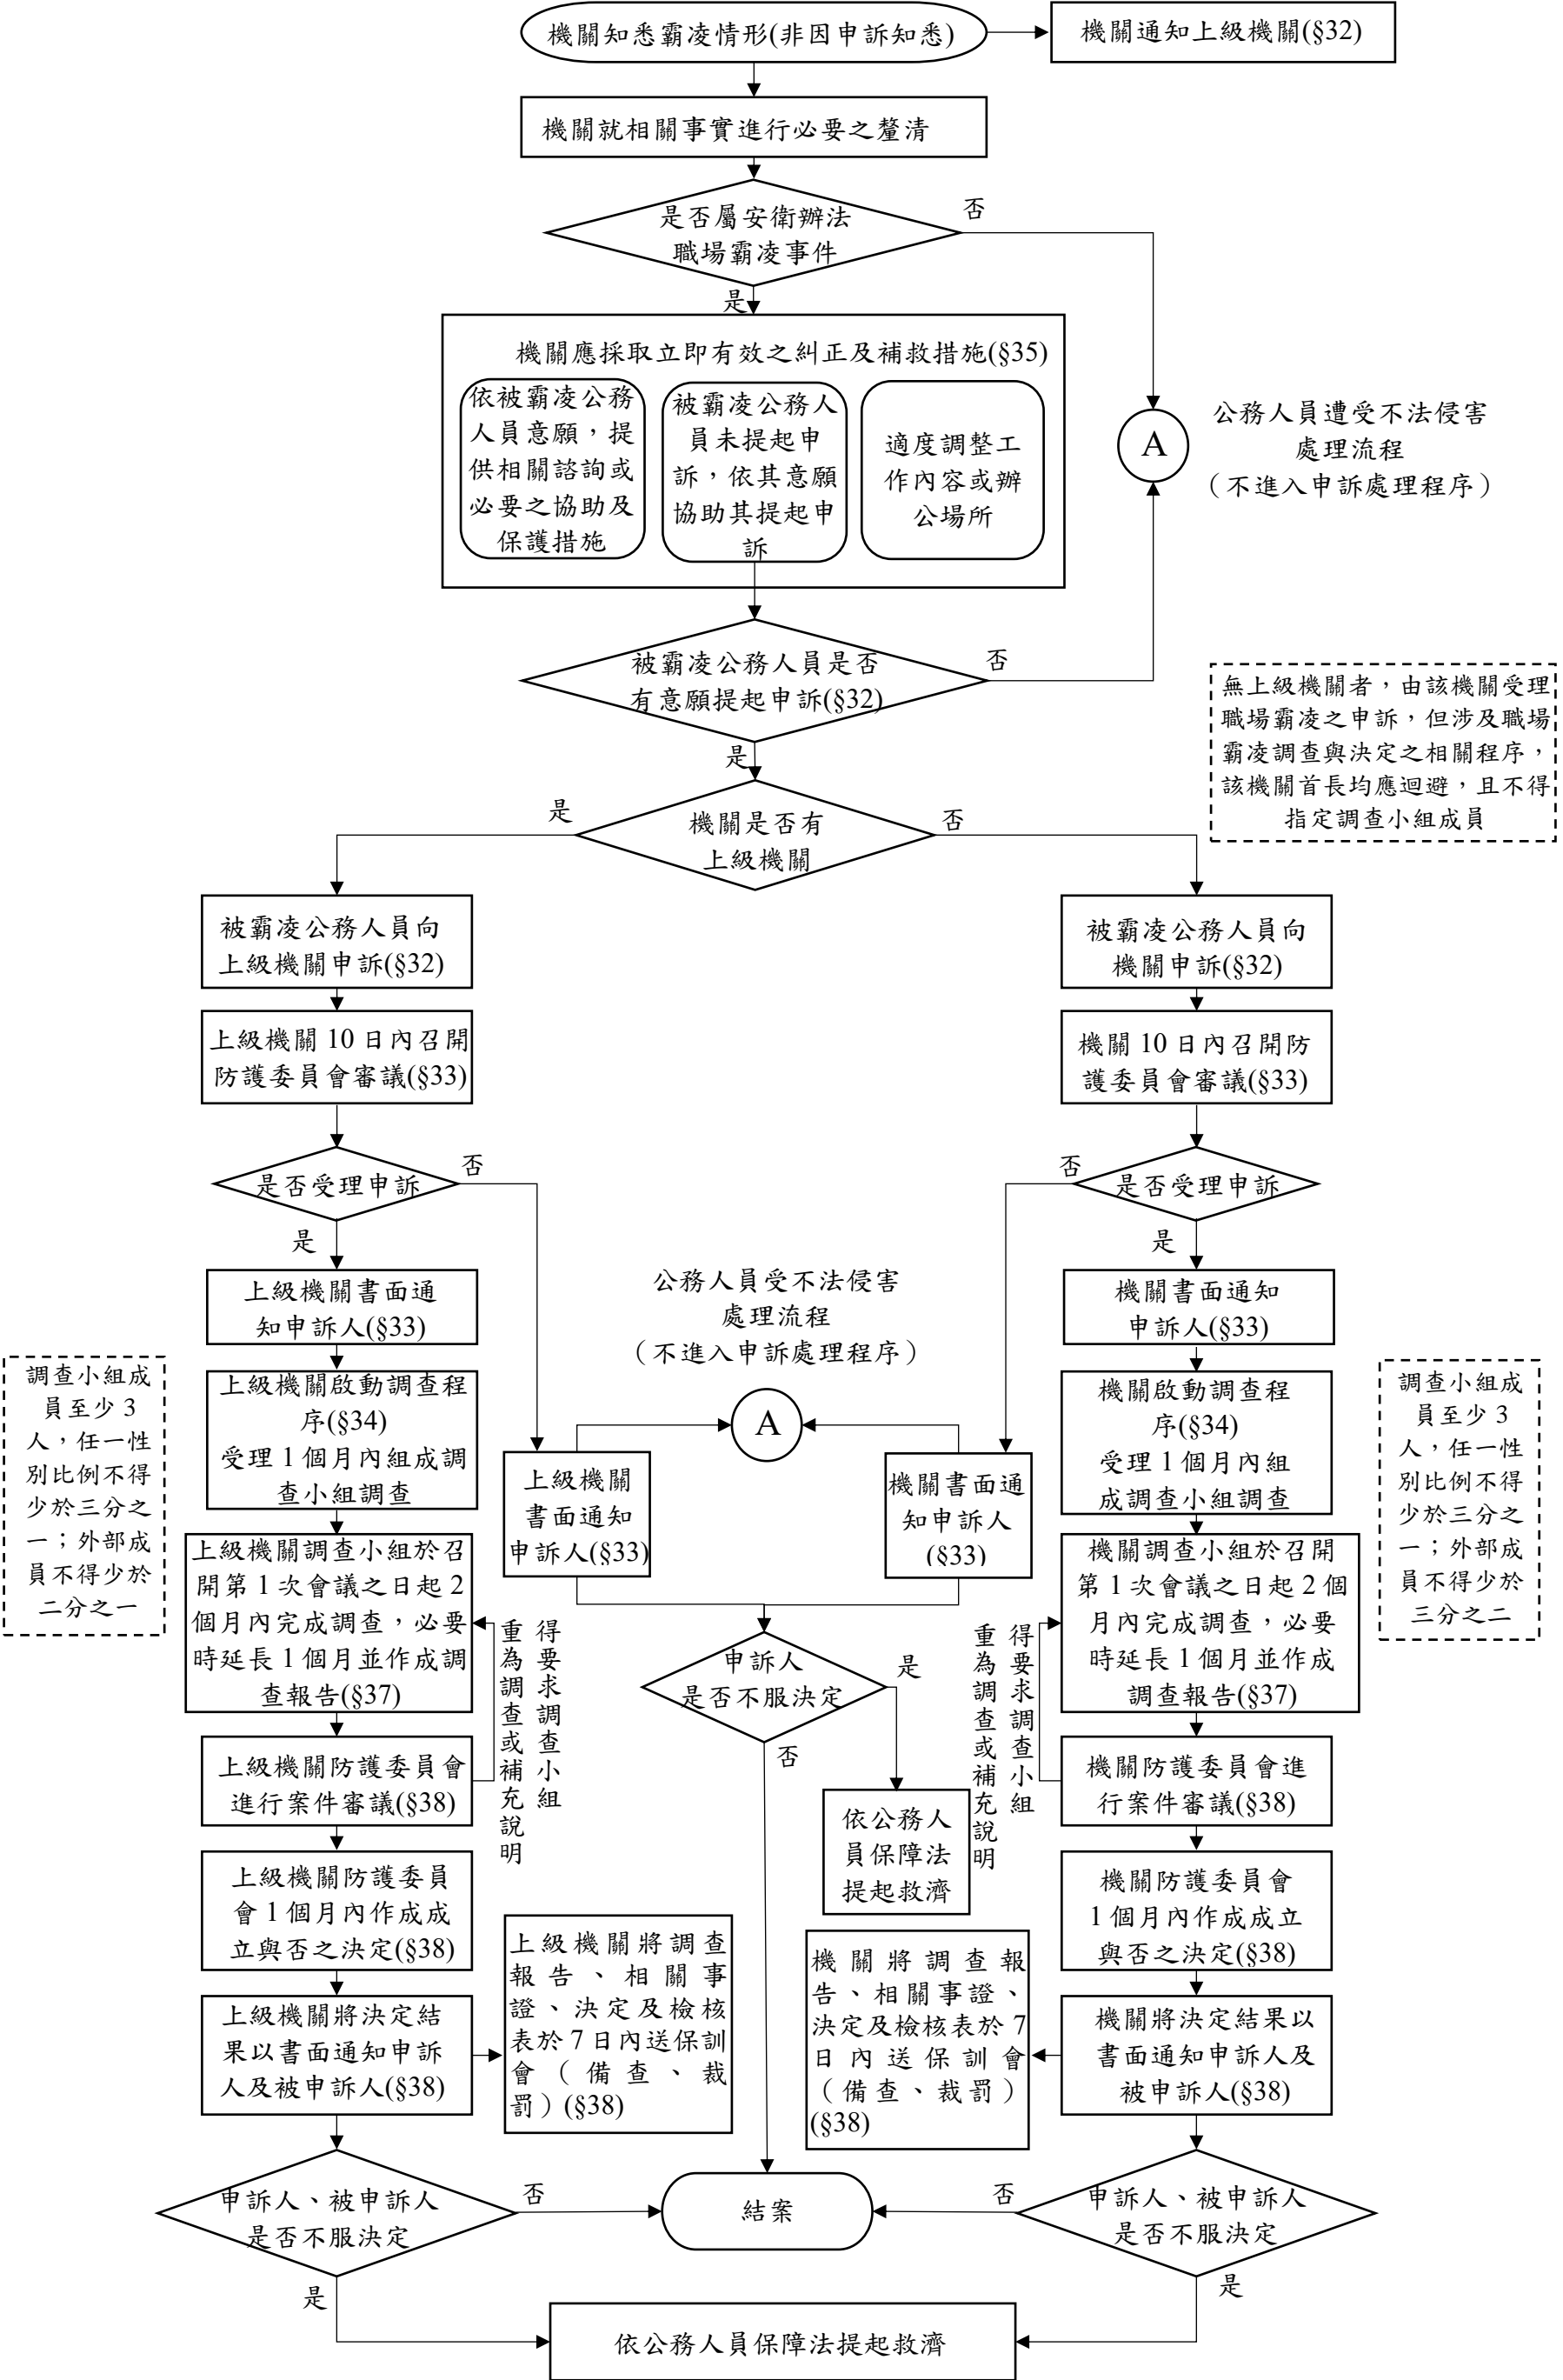 機關知悉霸凌情形(非因申訴知悉)
機關通知上級機關(§32)
機關就相關事實進行必要之釐清
是否屬安衛辦法
職場霸凌事件
否
是
機關應採取立即有效之糾正及補救措施(§35)
依被霸凌公務
人員意願，提
供相關諮詢或
必要之協助及
保護措施
被霸凌公務人
員未提起申
訴，依其意願
協助其提起申
訴
適度調整工
作內容或辦
公場所
A
公務人員遭受不法侵害
處理流程
（不進入申訴處理程序）
被霸凌公務人員是否
有意願提起申訴(§32)
否
是
無上級機關者，由該機關受理
職場霸凌之申訴，但涉及職場
霸凌調查與決定之相關程序，
該機關首長均應迴避，且不得
指定調查小組成員
機關是否有
上級機關
是
否
被霸凌公務人員向
上級機關申訴(§32)
上級機關 10 日內召開
防護委員會審議(§33)
是否受理申訴
否
是
上級機關書面通
知申訴人(§33)
上級機關啟動調查程
序(§34)
受理 1 個月內組成調
查小組調查
調查小組成
員至少 3
人，任一性
別比例不得
少於三分之
一；外部成
員不得少於
二分之一
上級機關調查小組於召
開第 1 次會議之日起 2
個月內完成調查，必要
時延長 1 個月並作成調
查報告(§37)
得要求調查小組
重為調查或補充說明
上級機關防護委員會
進行案件審議(§38)
上級機關防護委員
會 1 個月內作成成
立與否之決定(§38)
上級機關將決定結
果以書面通知申訴
人及被申訴人(§38)
上級機關將調查
報告、相關事
證、決定及檢核
表於 7 日內送保訓
會（備查、裁
罰）(§38)
申訴人、被申訴人
是否不服決定
否
是
公務人員受不法侵害
處理流程
（不進入申訴處理程序）
A
上級機關
書面通知
申訴人(§33)
機關書面通
知申訴人
(§33)
申訴人
是否不服決定
是
否
依公務人
員保障法
提起救濟
被霸凌公務人員向
機關申訴(§32)
機關 10 日內召開防
護委員會審議(§33)
是否受理申訴
否
是
機關書面通知
申訴人(§33)
機關啟動調查程
序(§34)
受理 1 個月內組
成調查小組調查
調查小組成
員至少 3
人，任一性
別比例不得
少於三分之
一；外部成
員不得少於
三分之二
機關調查小組於召開
第 1 次會議之日起 2 個
月內完成調查，必要
時延長 1 個月並作成
調查報告(§37)
得要求調查小組
重為調查或補充說明
機關防護委員會進
行案件審議(§38)
機關防護委員會
1 個月內作成成立
與否之決定(§38)
機關將決定結果以
書面通知申訴人及
被申訴人(§38)
機關將調查報
告、相關事證、
決定及檢核表於 7
日內送保訓會
（備查、裁罰）
(§38)
申訴人、被申訴人
是否不服決定
否
是
結案
依公務人員保障法提起救濟